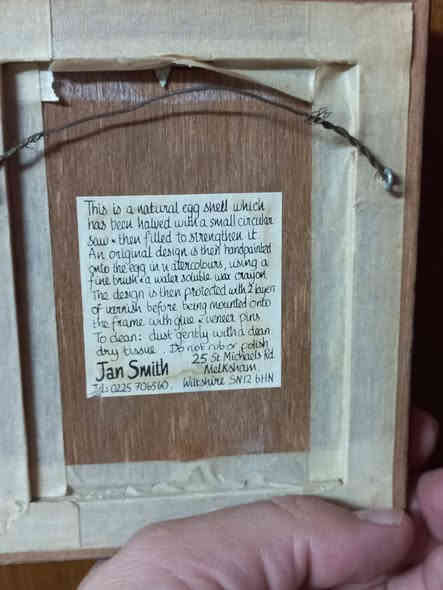 This is a natural egg shell which
has been halved with a small circular
saw & then filled to strengthen it
An original design is then handpainted
onto the egg in watercolours, using a
fine brush & a water soluble wax crayon.
The design is then protected with 2 layers
of varnish before being mounted onto
the frame with glue & veneer pins.
To clean: dust gently with a clean
dry tissue. Do not rub or polish
Jan Smith 25 St. Michaels Rd.
Melksham.
Tel: 0225 706560. Wiltshire SN12 6HN